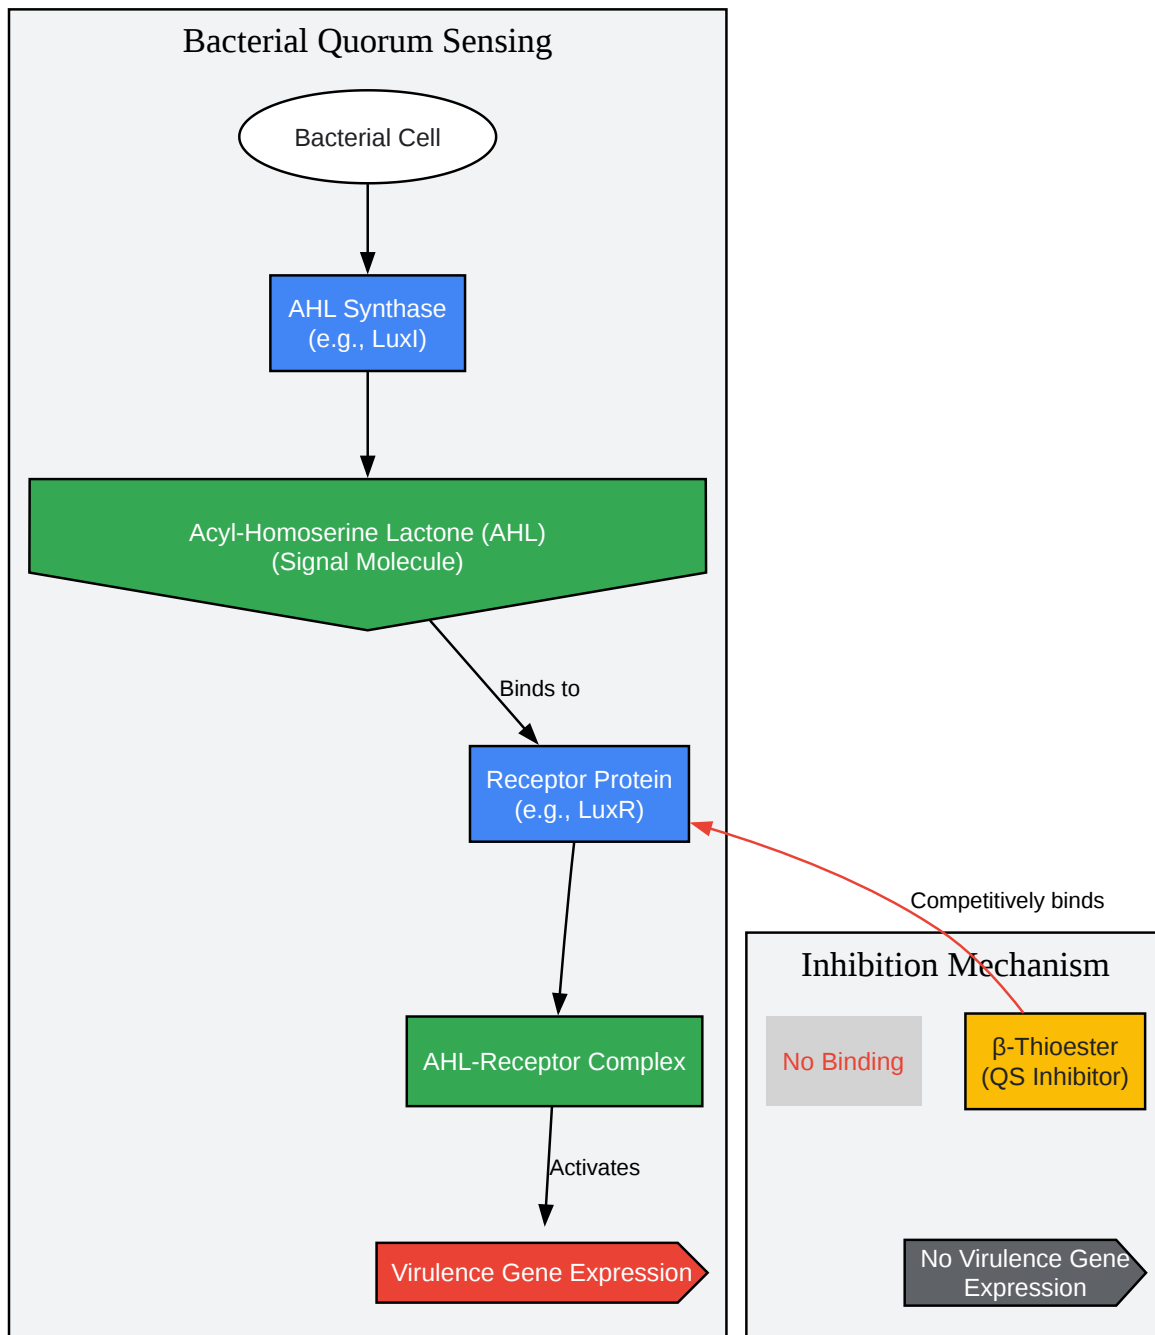 Bacterial Quorum Sensing
Bacterial Cell
AHL Synthase
(e.g., LuxI)
Acyl-Homoserine Lactone (AHL)
(Signal Molecule)
Binds to
Receptor Protein
(e.g., LuxR)
Competitively binds
Inhibition Mechanism
AHL-Receptor Complex
No Binding
β-Thioester
(QS Inhibitor)
Activates
Virulence Gene Expression
No Virulence Gene
Expression